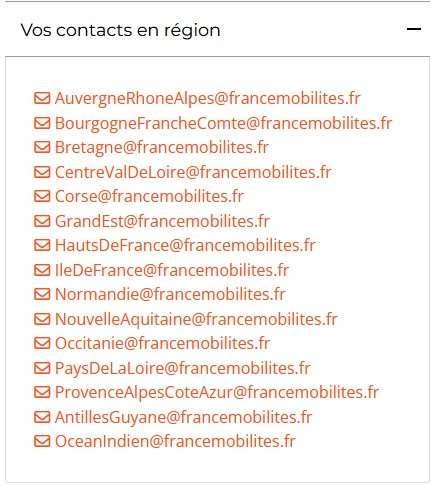 Vos contacts en région
AuvergneRhoneAlpes@francemobilites.fr
BourgogneFrancheComte@francemobilites.fr
Bretagne@francemobilites.fr
CentreValDeLoire@francemobilites.fr
Corse@francemobilites.fr
GrandEst@francemobilites.fr
HautsDeFrance@francemobilites.fr
IleDeFrance@francemobilites.fr
Normandie@francemobilites.fr
NouvelleAquitaine@francemobilites.fr
Occitanie@francemobilites.fr
PaysDeLaLoire@francemobilites.fr
ProvenceAlpesCoteAzur@francemobilites.fr
AntillesGuyane@francemobilites.fr
OceanIndien@francemobilites.fr